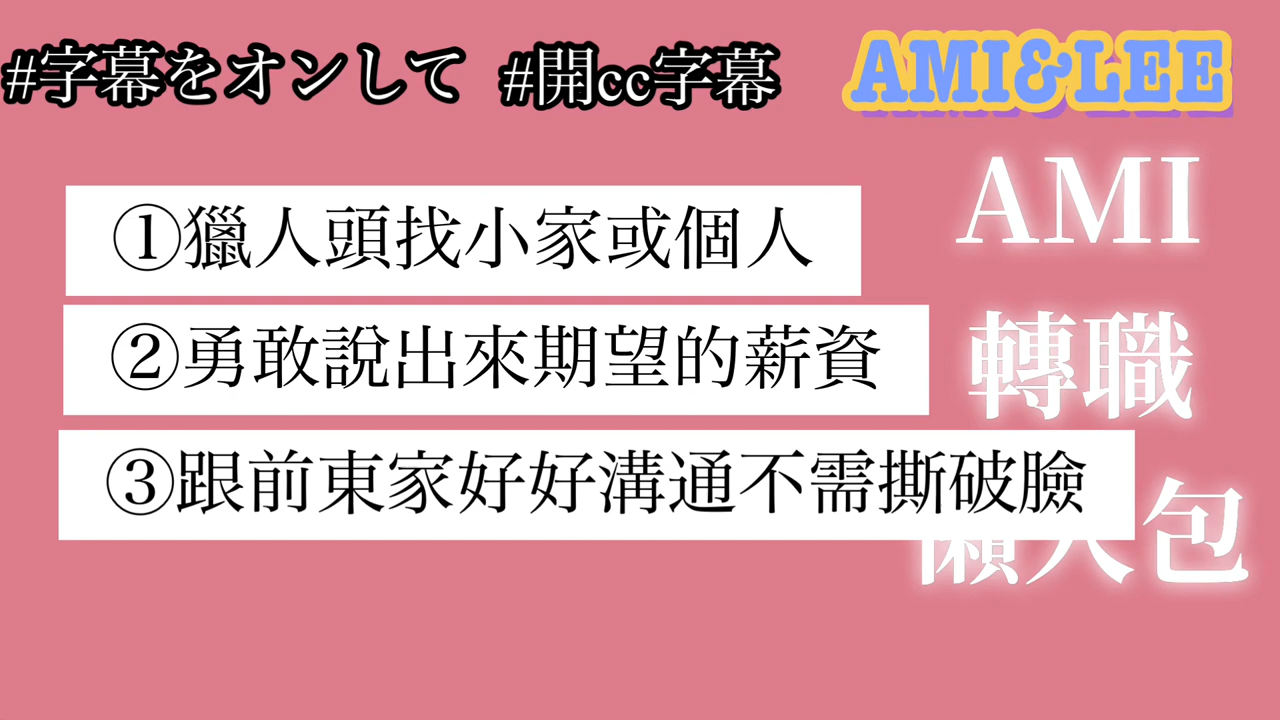 #字幕をオンして #開cc字幕
AMI&LEE
AMI
轉職
懶人包
①獵人頭找小家或個人
②勇敢說出來期望的薪資
③跟前東家好好溝通不需撕破臉